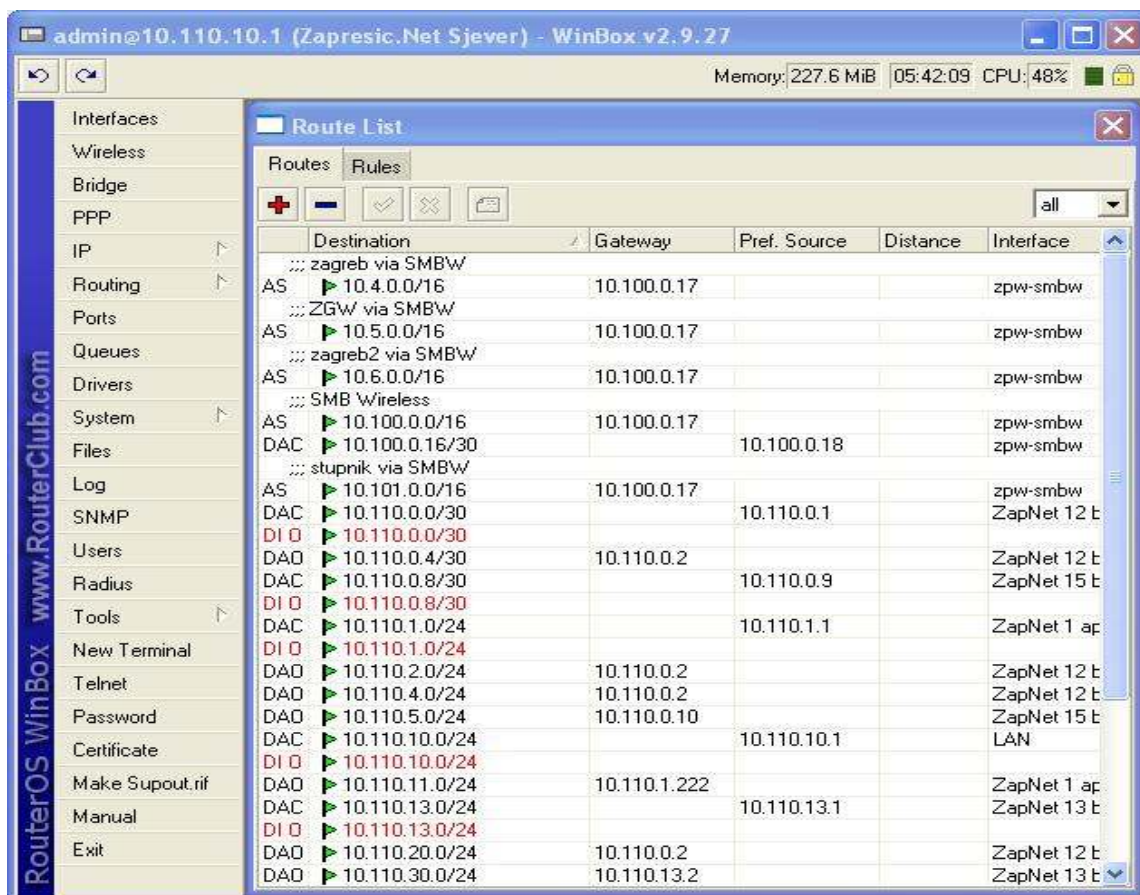 admin@10.110.10.1 (Zapresic.Net Sjever) - WinBox v2.9.27
Memory: 227.6 MiB 05:42:09 CPU: 48%
RouterOS WinBox www.RouterClub.com
Interfaces
Wireless
Bridge
PPP
IP
Routing
Ports
Queues
Drivers
System
Files
Log
SNMP
Users
Radius
Tools
New Terminal
Telnet
Password
Certificate
Make Supout.rif
Manual
Exit
Route List
Routes Rules
all
Destination Gateway Pref. Source Distance Interface
;;; zagreb via SMBW
AS 10.4.0.0/16 10.100.0.17 zpw-smbw
;;; ZGW via SMBW
AS 10.5.0.0/16 10.100.0.17 zpw-smbw
;;; zagreb2 via SMBW
AS 10.6.0.0/16 10.100.0.17 zpw-smbw
;;; SMB Wireless
AS 10.100.0.0/16 10.100.0.17 zpw-smbw
DAC 10.100.0.16/30 10.100.0.18 zpw-smbw
;;; stupnik via SMBW
AS 10.101.0.0/16 10.100.0.17 zpw-smbw
DAC 10.110.0.0/30 10.110.0.1 ZapNet 12 b
DI O 10.110.0.0/30
DAO 10.110.0.4/30 10.110.0.2 ZapNet 12 b
DAC 10.110.0.8/30 10.110.0.9 ZapNet 15 b
DI O 10.110.0.8/30
DAC 10.110.1.0/24 10.110.1.1 ZapNet 1 ap
DI O 10.110.1.0/24
DAO 10.110.2.0/24 10.110.0.2 ZapNet 12 b
DAO 10.110.4.0/24 10.110.0.2 ZapNet 12 b
DAO 10.110.5.0/24 10.110.0.10 ZapNet 15 b
DAC 10.110.10.0/24 10.110.10.1 LAN
DI O 10.110.10.0/24
DAO 10.110.11.0/24 10.110.1.222 ZapNet 1 ap
DAC 10.110.13.0/24 10.110.13.1 ZapNet 13 b
DI O 10.110.13.0/24
DAO 10.110.20.0/24 10.110.0.2 ZapNet 12 b
DAO 10.110.30.0/24 10.110.13.2 ZapNet 13 b